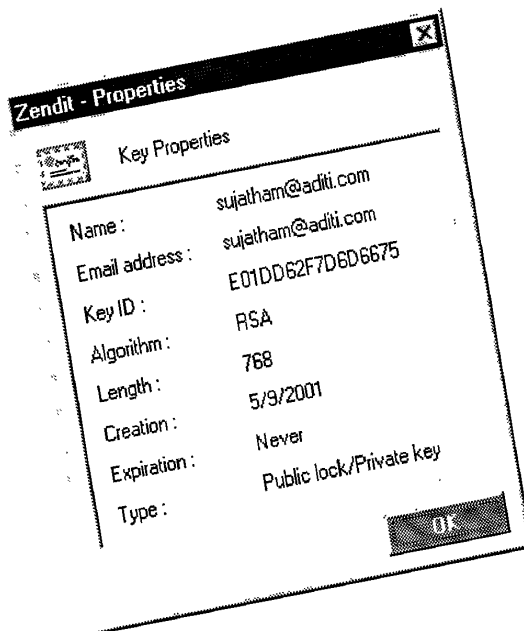 Zendit - Properties
Key Properties
Name : sujatham@aditi.com
Email address : sujatham@aditi.com
Key ID : E01DD62F7D6D6675
Algorithm : RSA
Length : 768
Creation : 5/9/2001
Expiration : Never
Type : Public lock/Private key
OK